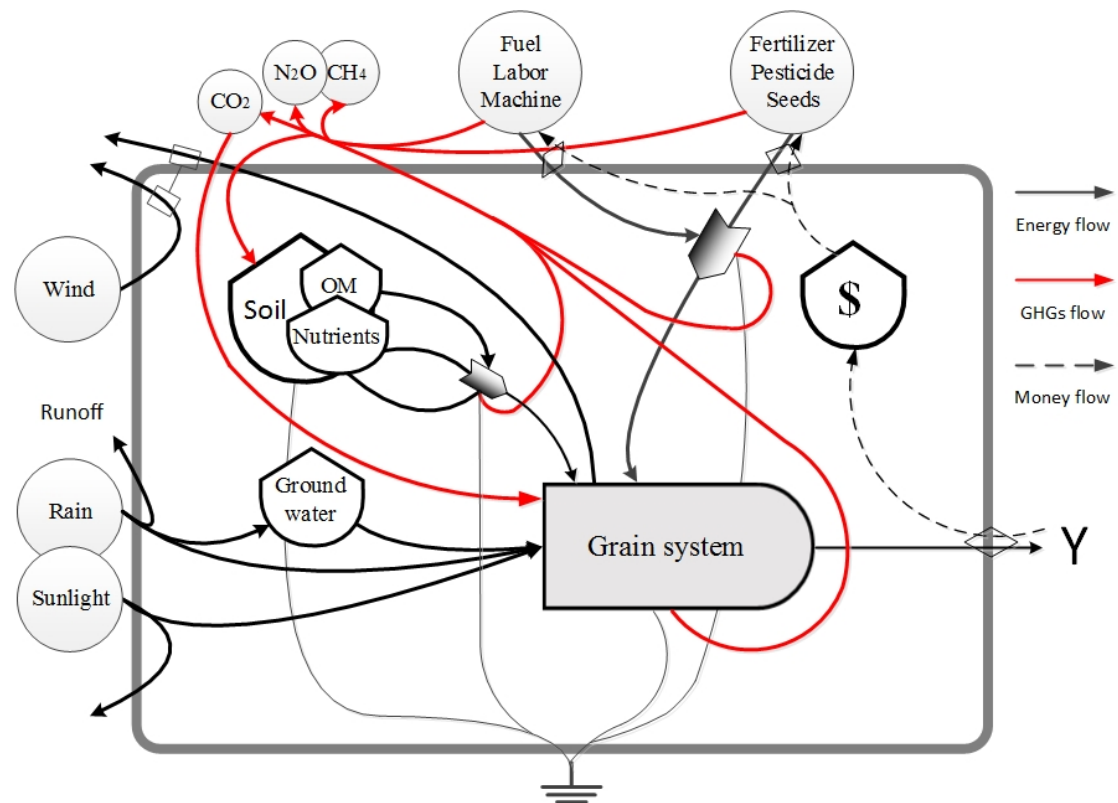 Fuel
Labor
Machine
Fertilizer
Pesticide
Seeds
N2O
CH4
CO2
Energy flow
GHGs flow
Money flow
Wind
Soil
OM
Nutrients
$
Runoff
Rain
Ground
water
Sunlight
Grain system
Y